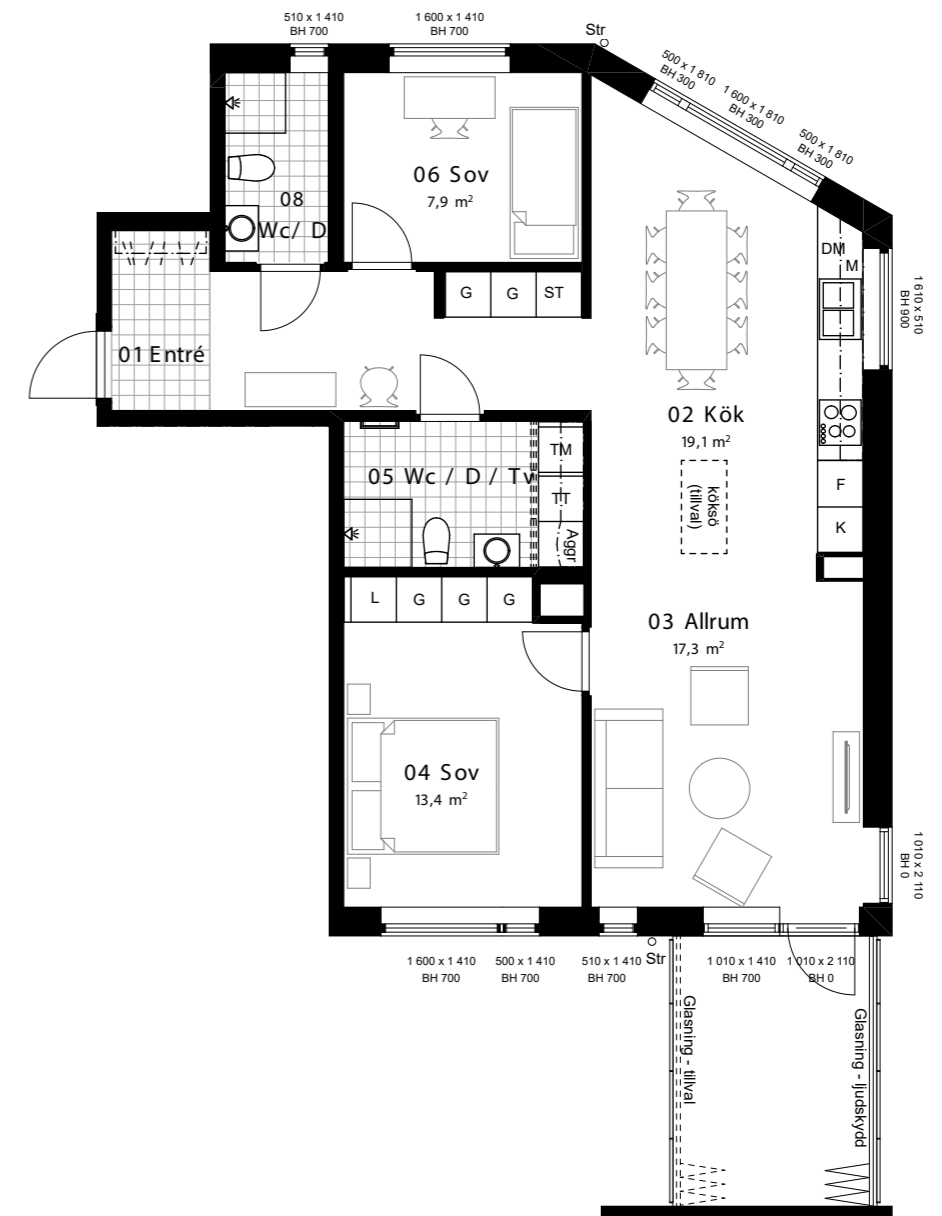 510 x 1 410
BH 700
1 600 x 1 410
BH 700
Str
500 x 1 810
BH 300
1 600 x 1 810
BH 300
500 x 1 810
BH 300
06 Sov
7,9 m²
08
Wc/ D
DM
M
1 610 x 510
BH 900
G
G
ST
01 Entré
02 Kök
19,1 m²
05 Wc / D / Tv
TM
TT
Aggr
köksö
(tillval)
F
K
L
G
G
G
03 Allrum
17,3 m²
04 Sov
13,4 m²
1 010 x 2 110
BH 0
1 600 x 1 410
BH 700
500 x 1 410
BH 700
510 x 1 410
BH 700
Str
1 010 x 1 410
BH 700
1 010 x 2 110
BH 0
Glasning - tillval
Glasning - ljudskydd